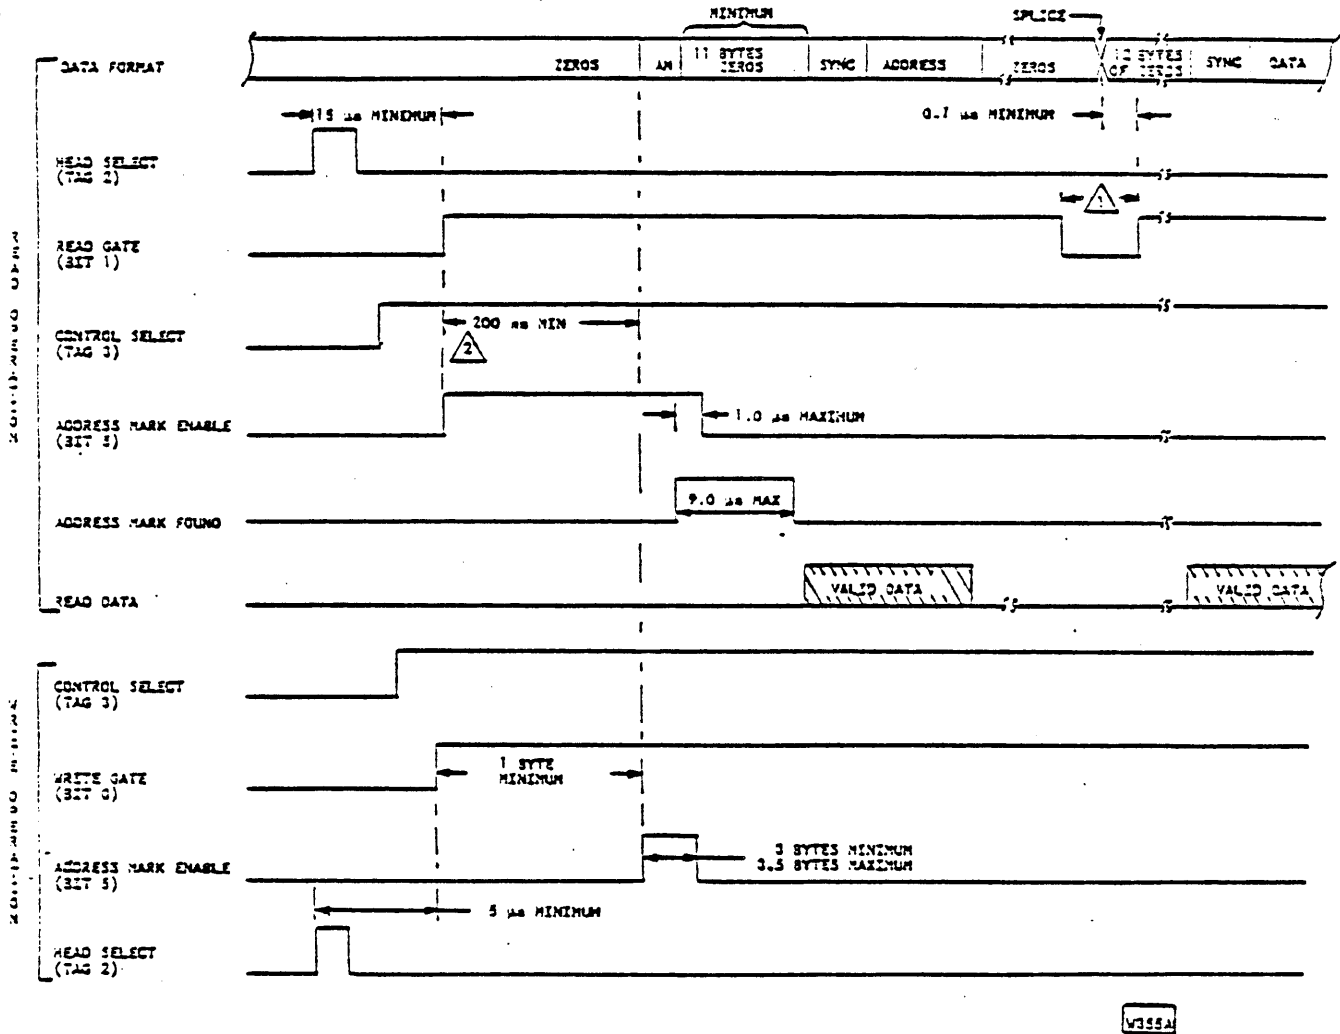 MINIMUM
SPLICE
DATA FORMAT
ZEROS
AM
11 BYTES
ZEROS
SYNC
ADDRESS
ZEROS
12 BYTES
OF ZEROS
SYNC
DATA
15 µs MINIMUM
0.7 µs MINIMUM
HEAD SELECT
(TAG 2)
1
READ GATE
(BIT 1)
200 ns MIN
CONTROL SELECT
(TAG 3)
2
1.0 µs MAXIMUM
ADDRESS MARK ENABLE
(BIT 5)
9.0 µs MAX
ADDRESS MARK FOUND
VALID DATA
VALID DATA
READ DATA
CONTROL SELECT
(TAG 3)
1 BYTE
MINIMUM
WRITE GATE
(BIT 0)
3 BYTES MINIMUM
3.5 BYTES MAXIMUM
ADDRESS MARK ENABLE
(BIT 5)
5 µs MINIMUM
HEAD SELECT
(TAG 2)
W355A